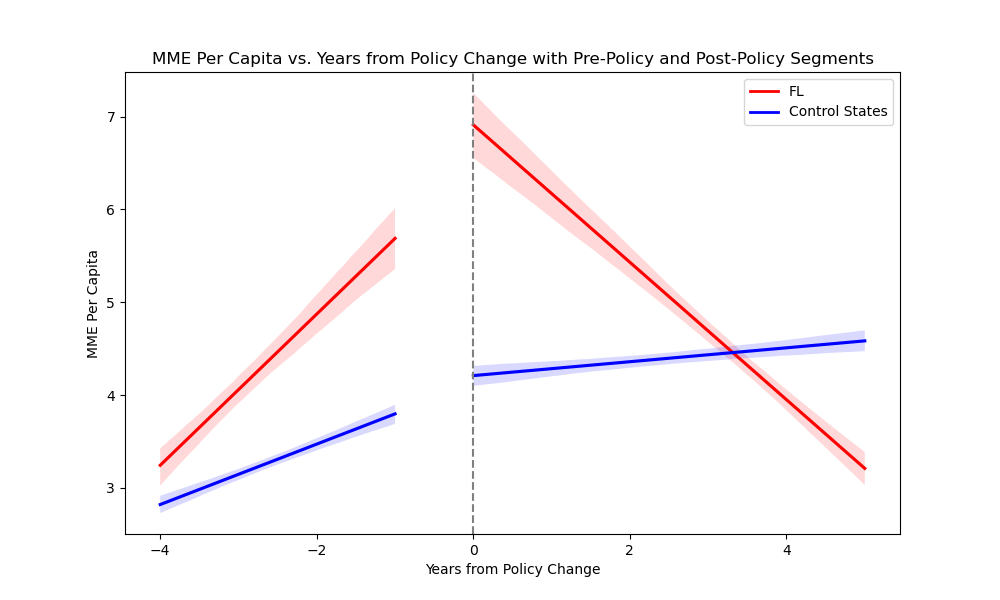 MME Per Capita vs. Years from Policy Change with Pre-Policy and Post-Policy Segments
FL
Control States
MME Per Capita
7
6
5
4
3
−4
−2
0
2
4
Years from Policy Change